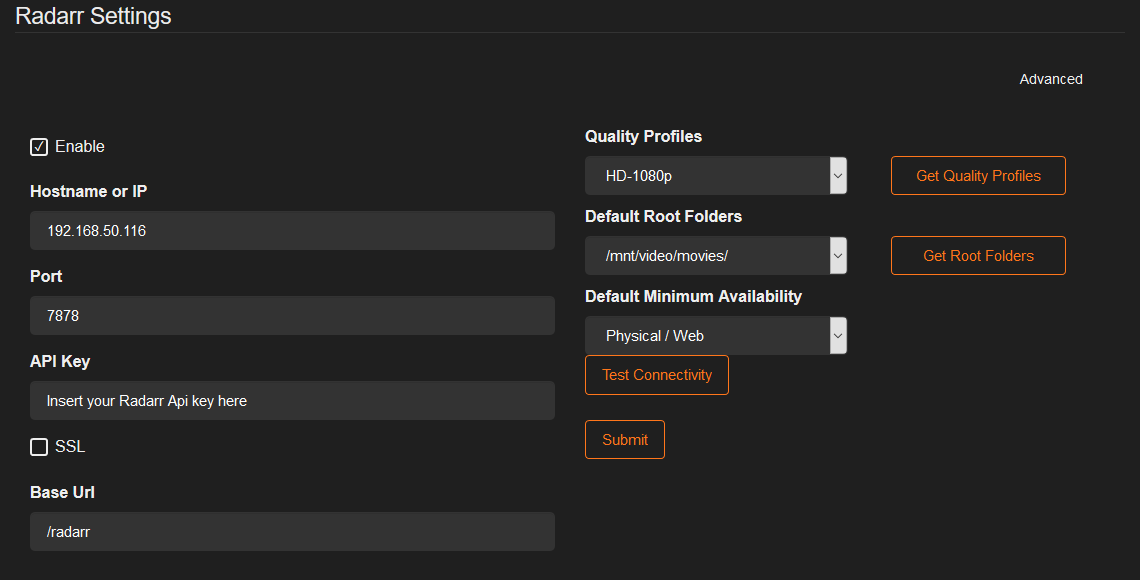 Radarr Settings
Advanced
Enable
Hostname or IP
192.168.50.116
Port
7878
API Key
Insert your Radarr Api key here
SSL
Base Url
/radarr
Quality Profiles
HD-1080p
Get Quality Profiles
Default Root Folders
/mnt/video/movies/
Get Root Folders
Default Minimum Availability
Physical / Web
Test Connectivity
Submit